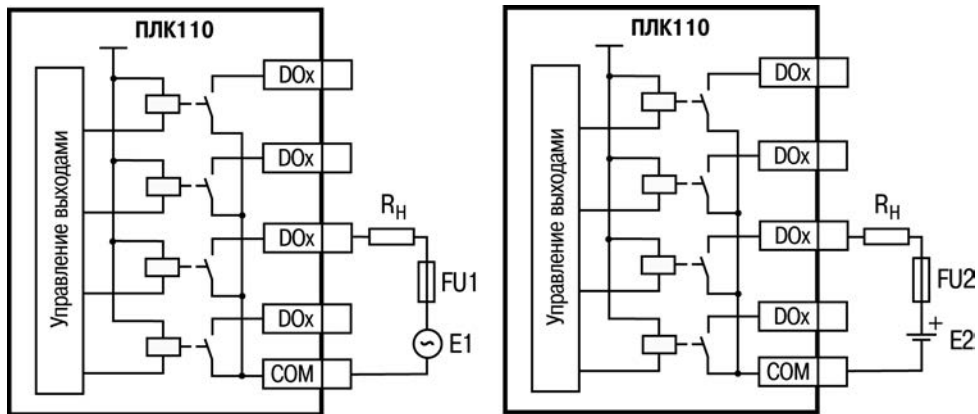 ПЛК110
Управление выходами
DOx
DOx
DOx
DOx
COM
RН
FU1
~
E1
ПЛК110
Управление выходами
DOx
DOx
DOx
DOx
COM
RН
FU2
+
E2